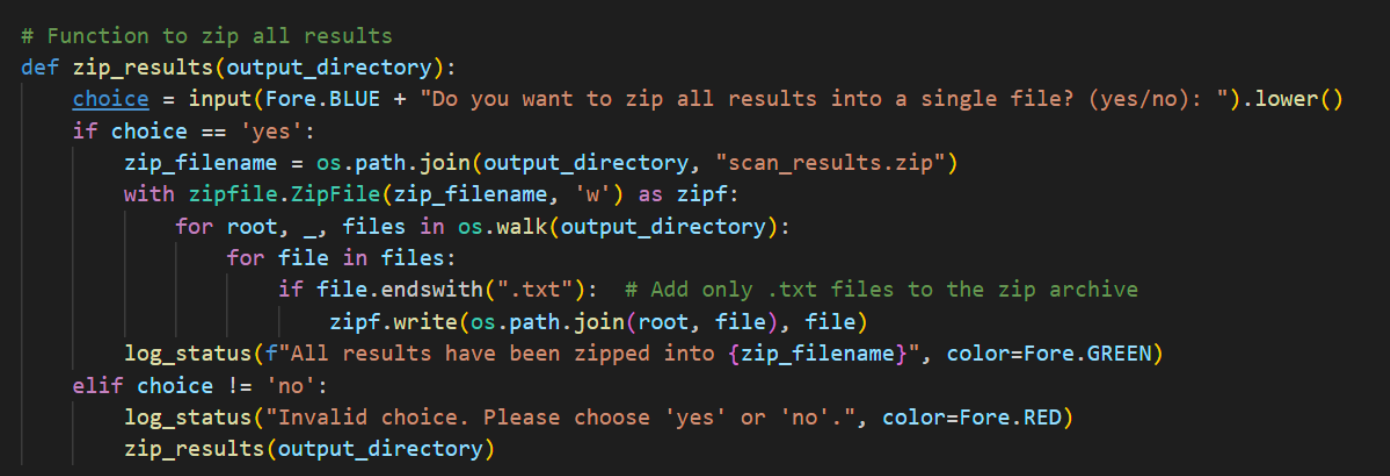 # Function to zip all results
def zip_results(output_directory):
    choice = input(Fore.BLUE + "Do you want to zip all results into a single file? (yes/no): ").lower()
    if choice == 'yes':
        zip_filename = os.path.join(output_directory, "scan_results.zip")
        with zipfile.ZipFile(zip_filename, 'w') as zipf:
            for root, _, files in os.walk(output_directory):
                for file in files:
                    if file.endswith(".txt"):  # Add only .txt files to the zip archive
                        zipf.write(os.path.join(root, file), file)
        log_status(f"All results have been zipped into {zip_filename}", color=Fore.GREEN)
    elif choice != 'no':
        log_status("Invalid choice. Please choose 'yes' or 'no'.", color=Fore.RED)
        zip_results(output_directory)